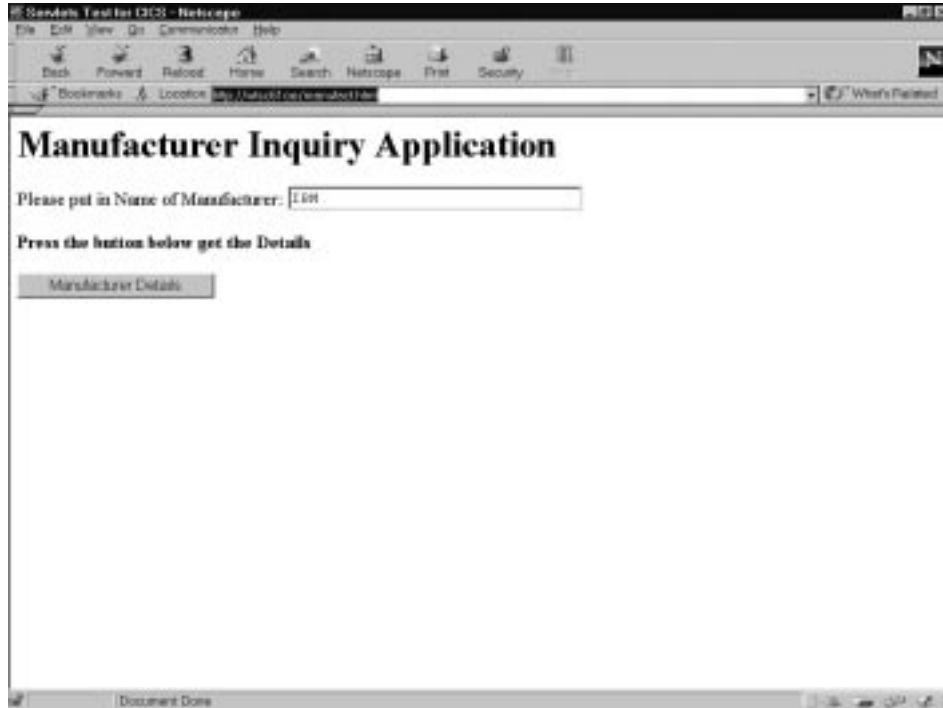 Servlets Test for CICS - Netscape
File Edit View Go Communicator Help
Back Forward Reload Home Search Netscape Print Security
Bookmarks Location What's Related
Manufacturer Inquiry Application
Please put in Name of Manufacturer: IBM
Press the button below get the Details
Manufacturer Details
Document Done